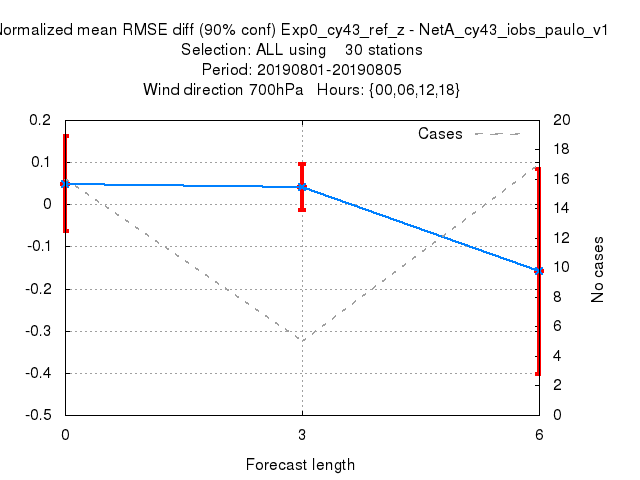 Normalized mean RMSE diff (90% conf) Exp0_cy43_ref_z - NetA_cy43_iobs_paulo_v1
Selection: ALL using 30 stations
Period: 20190801-20190805
Wind direction 700hPa Hours: {00,06,12,18}
Cases
0.2
0.1
0
-0.1
-0.2
-0.3
-0.4
-0.5
20
18
16
14
12
10
8
6
4
2
0
No cases
0 3 6
Forecast length